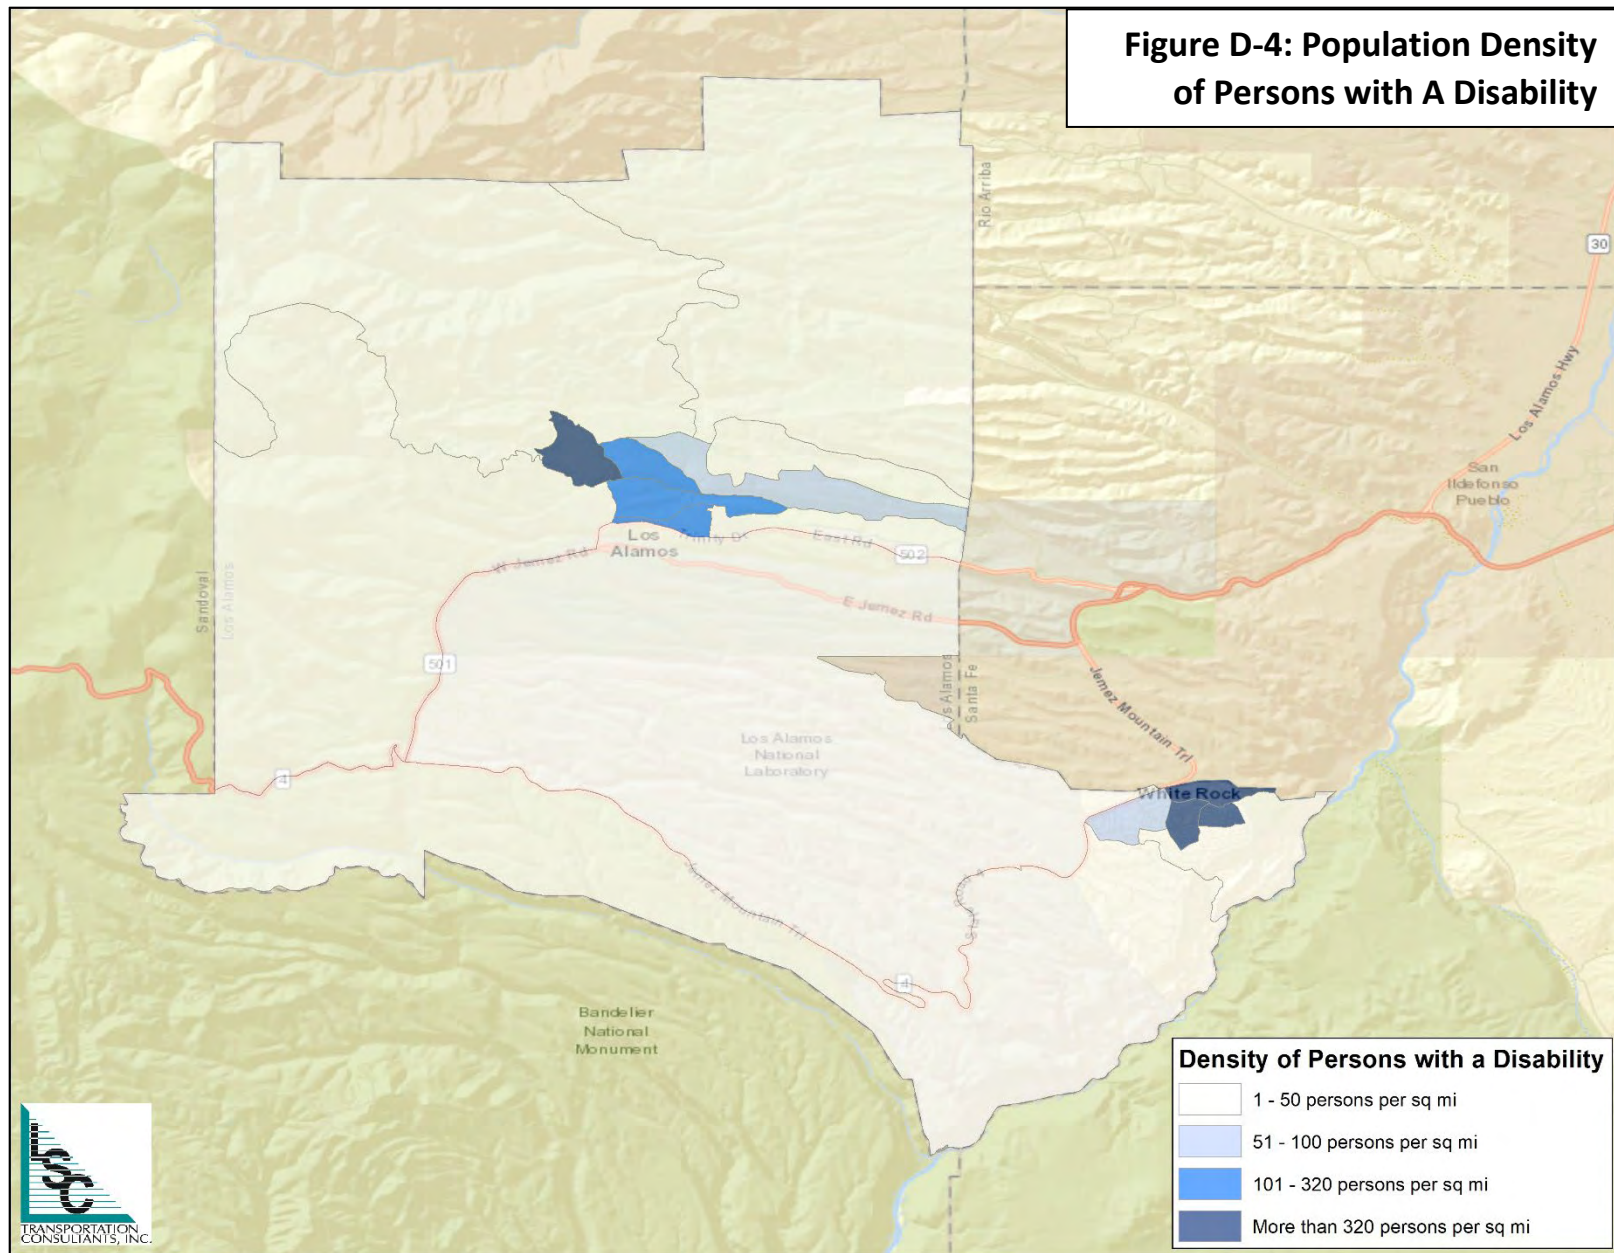 Figure D-4: Population Density
of Persons with A Disability
Rio Arriba
30
Los Alamos Hwy
San
Ildefonso
Pueblo
Los
Alamos
Trinity D
East Rd
502
W Jemez Rd
E Jemez Rd
Sandoval
Los Alamos
501
s Alamos
Santa Fe
Jemez Mountain Trl
Los Alamos
National
Laboratory
4
White Rock
Jemez Mountain Trl
4
Bandelier
National
Monument
Density of Persons with a Disability
1 - 50 persons per sq mi
51 - 100 persons per sq mi
101 - 320 persons per sq mi
More than 320 persons per sq mi
LSC
TRANSPORTATION
CONSULTANTS, INC.